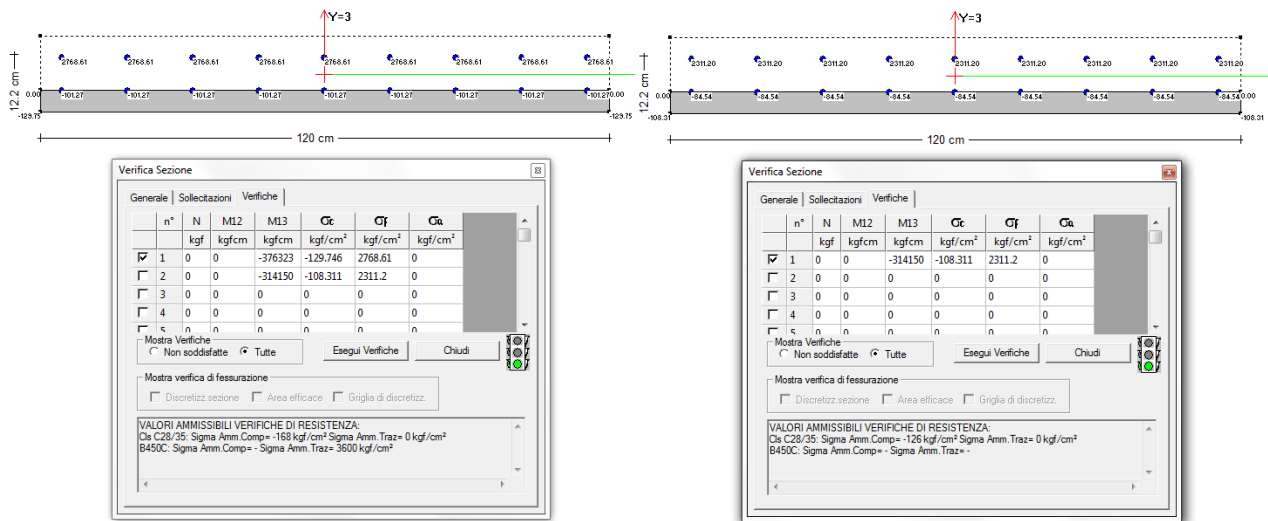 Y=3
2768.61 2768.61 2768.61 2768.61 2768.61 2768.61 2768.61 2768.61 2768.61
12.2 cm
0.00 -101.27 -101.27 -101.27 -101.27 -101.27 -101.27 -101.27 -101.27 -101.27 0.00
-129.75 -129.75
120 cm
Verifica Sezione
Generale Sollecitazioni Verifiche
n° N M12 M13 σc σf σa
kgf kgfcm kgfcm kgf/cm² kgf/cm² kgf/cm²
1 0 0 -376323 -129.746 2768.61 0
2 0 0 -314150 -108.311 2311.2 0
3 0 0 0 0 0 0
4 0 0 0 0 0 0
5 0 0 0 0 0 0
Mostra Verifiche
Non soddisfatte Tutte Esegui Verifiche Chiudi
Mostra verifica di fessurazione
Discretizz.sezione Area efficace Griglia di discretizz.
VALORI AMMISSIBILI VERIFICHE DI RESISTENZA:
Cls C28/35: Sigma Amm.Comp= -168 kgf/cm² Sigma Amm.Traz= 0 kgf/cm²
B450C: Sigma Amm.Comp= - Sigma Amm.Traz= 3600 kgf/cm²
Y=3
2311.20 2311.20 2311.20 2311.20 2311.20 2311.20 2311.20 2311.20 2311.20
12.2 cm
0.00 -84.54 -84.54 -84.54 -84.54 -84.54 -84.54 -84.54 -84.54 -84.54 0.00
-108.31 -108.31
120 cm
Verifica Sezione
Generale Sollecitazioni Verifiche
n° N M12 M13 σc σf σa
kgf kgfcm kgfcm kgf/cm² kgf/cm² kgf/cm²
1 0 0 -314150 -108.311 2311.2 0
2 0 0 0 0 0 0
3 0 0 0 0 0 0
4 0 0 0 0 0 0
5 0 0 0 0 0 0
Mostra Verifiche
Non soddisfatte Tutte Esegui Verifiche Chiudi
Mostra verifica di fessurazione
Discretizz.sezione Area efficace Griglia di discretizz.
VALORI AMMISSIBILI VERIFICHE DI RESISTENZA:
Cls C28/35: Sigma Amm.Comp= -126 kgf/cm² Sigma Amm.Traz= 0 kgf/cm²
B450C: Sigma Amm.Comp= - Sigma Amm.Traz= -